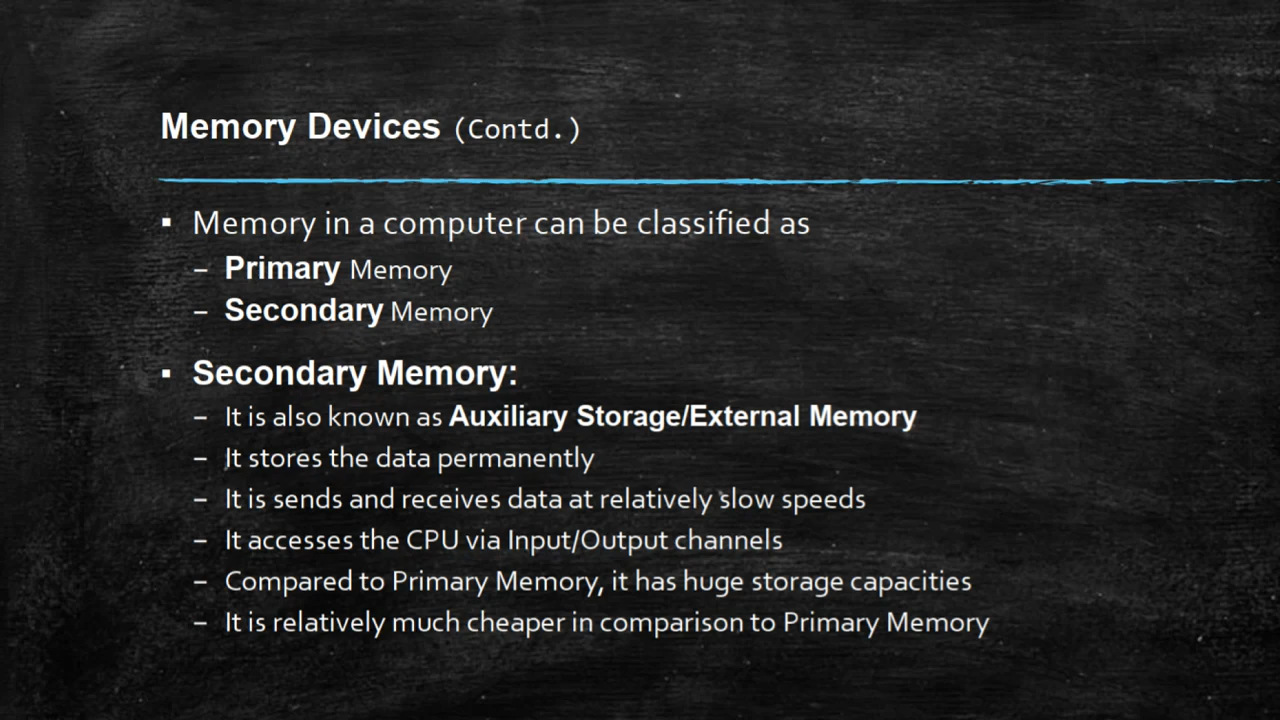 Memory Devices (Contd.)
▪ Memory in a computer can be classified as
– Primary Memory
– Secondary Memory
▪ Secondary Memory:
– It is also known as Auxiliary Storage/External Memory
– It stores the data permanently
– It is sends and receives data at relatively slow speeds
– It accesses the CPU via Input/Output channels
– Compared to Primary Memory, it has huge storage capacities
– It is relatively much cheaper in comparison to Primary Memory